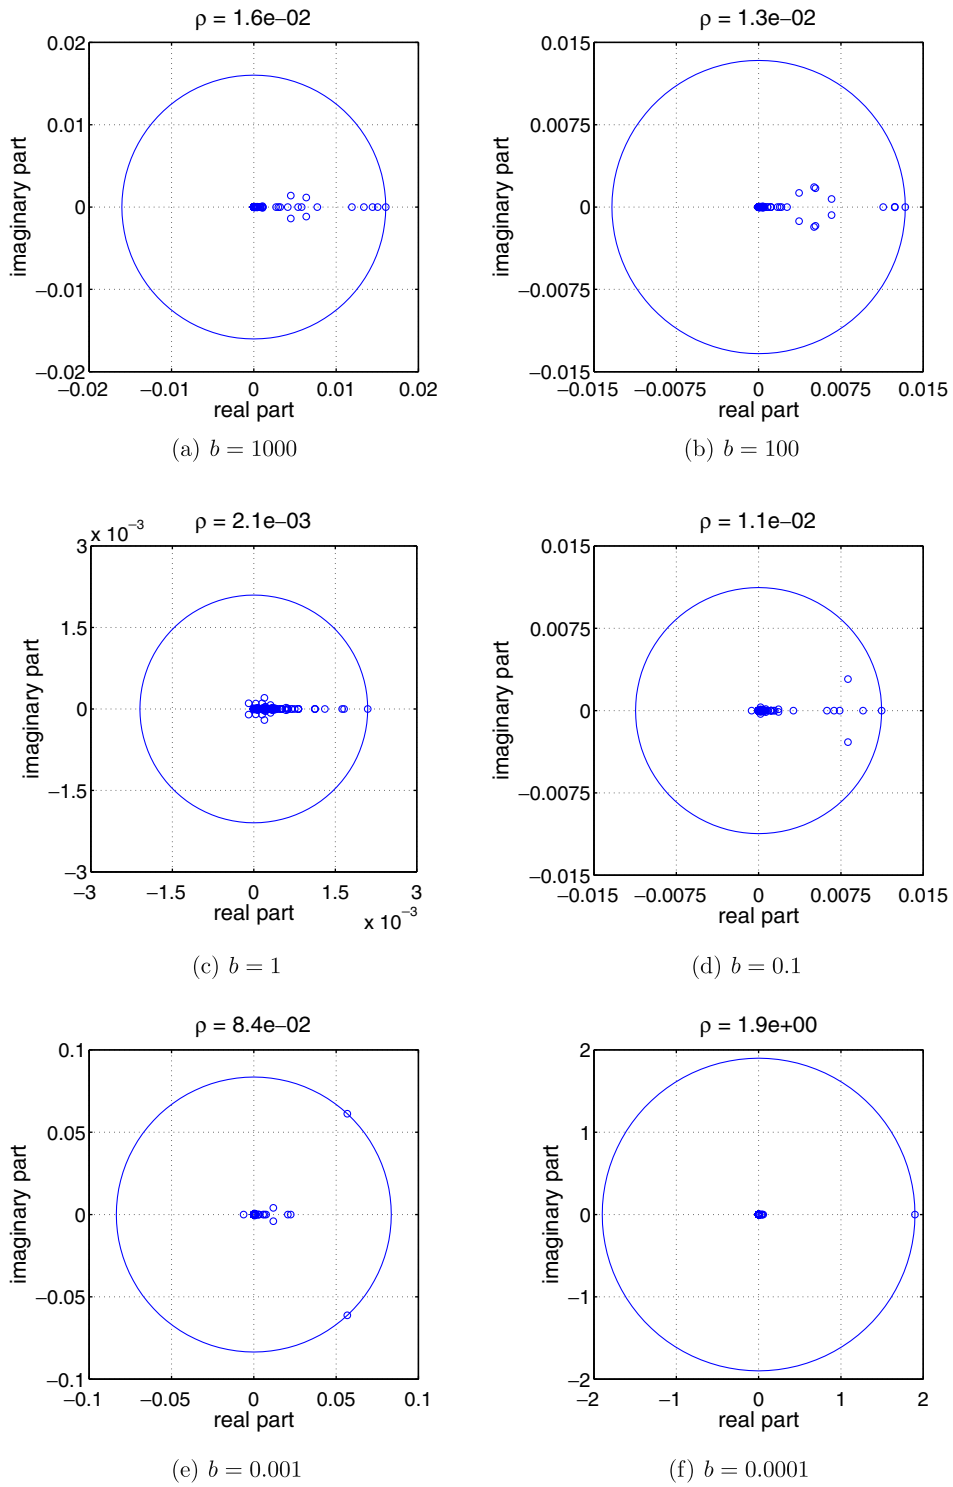 ρ = 1.6e−02
0.02
0.01
0
−0.01
−0.02
imaginary part
−0.02 −0.01 0 0.01 0.02
real part
(a) b = 1000
ρ = 1.3e−02
0.015
0.0075
0
−0.0075
−0.015
imaginary part
−0.015 −0.0075 0 0.0075 0.015
real part
(b) b = 100
x 10−3
ρ = 2.1e−03
3
1.5
0
−1.5
−3
imaginary part
−3 −1.5 0 1.5 3
real part
x 10−3
(c) b = 1
ρ = 1.1e−02
0.015
0.0075
0
−0.0075
−0.015
imaginary part
−0.015 −0.0075 0 0.0075 0.015
real part
(d) b = 0.1
ρ = 8.4e−02
0.1
0.05
0
−0.05
−0.1
imaginary part
−0.1 −0.05 0 0.05 0.1
real part
(e) b = 0.001
ρ = 1.9e+00
2
1
0
−1
−2
imaginary part
−2 −1 0 1 2
real part
(f) b = 0.0001